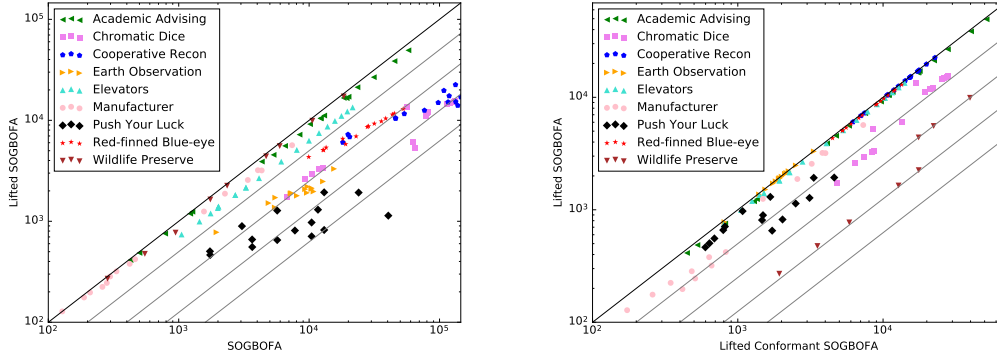 10^5
10^4
10^3
10^2
Lifted SOGBOFA
Academic Advising
Chromatic Dice
Cooperative Recon
Earth Observation
Elevators
Manufacturer
Push Your Luck
Red-finned Blue-eye
Wildlife Preserve
10^2 10^3 10^4 10^5
SOGBOFA
10^4
10^3
10^2
Lifted SOGBOFA
Academic Advising
Chromatic Dice
Cooperative Recon
Earth Observation
Elevators
Manufacturer
Push Your Luck
Red-finned Blue-eye
Wildlife Preserve
10^2 10^3 10^4
Lifted Conformant SOGBOFA